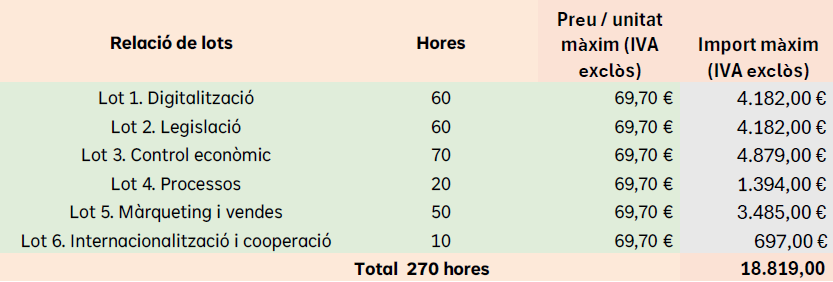 Relació de lots Hores Preu / unitat màxim (IVA exclòs) Import màxim (IVA exclòs)
Lot 1. Digitalització 60 69,70 € 4.182,00 €
Lot 2. Legislació 60 69,70 € 4.182,00 €
Lot 3. Control econòmic 70 69,70 € 4.879,00 €
Lot 4. Processos 20 69,70 € 1.394,00 €
Lot 5. Màrqueting i vendes 50 69,70 € 3.485,00 €
Lot 6. Internacionalització i cooperació 10 69,70 € 697,00 €
Total 270 hores 18.819,00